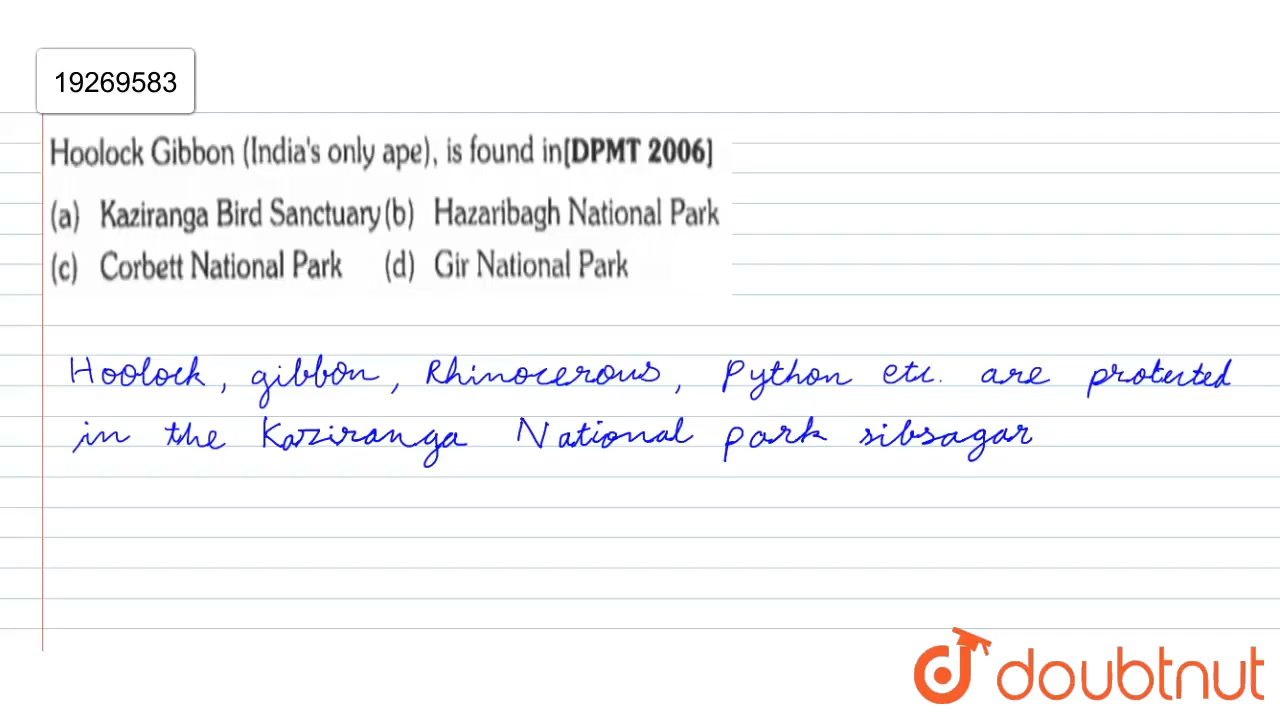 19269583
Hoolock Gibbon (India's only ape), is found in[DPMT 2006]
(a) Kaziranga Bird Sanctuary (b) Hazaribagh National Park
(c) Corbett National Park (d) Gir National Park
Hoolock, gibbon, Rhinocerous, Python etc. are protected
in the Kaziranga National park sibsagar
doubtnut